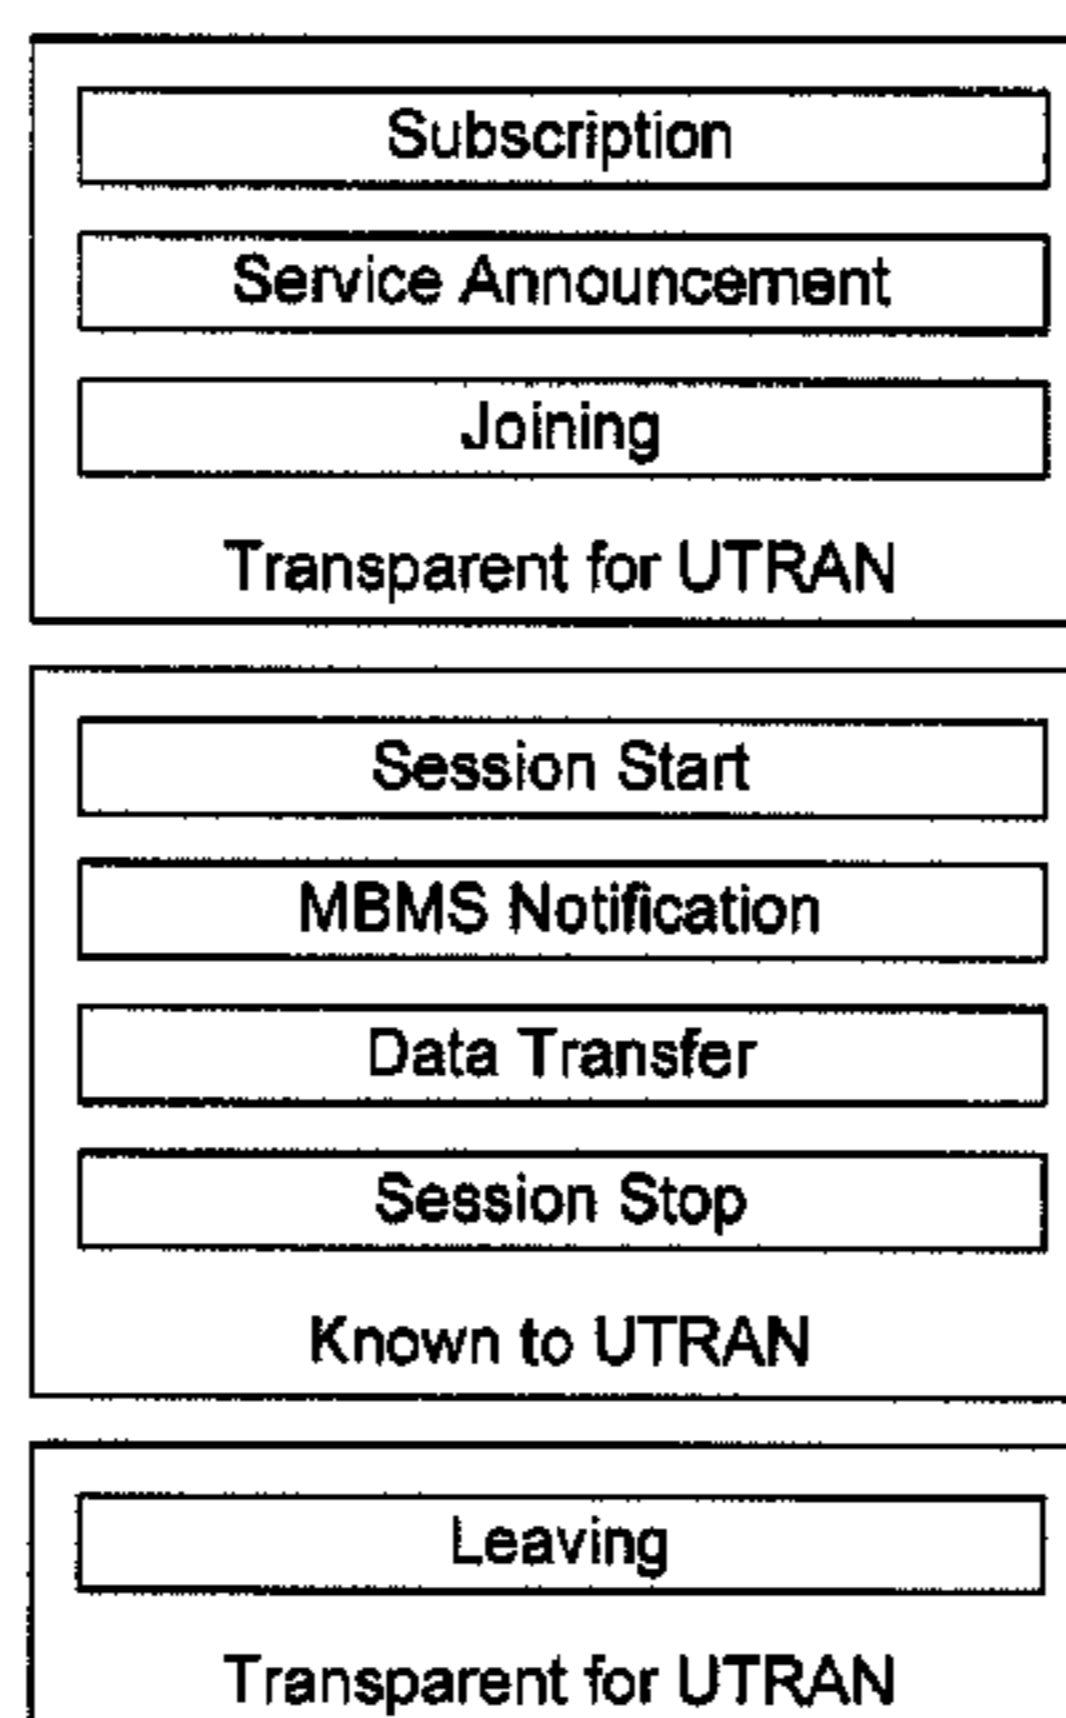 Subscription
Service Announcement
Joining
Transparent for UTRAN
Session Start
MBMS Notification
Data Transfer
Session Stop
Known to UTRAN
Leaving
Transparent for UTRAN